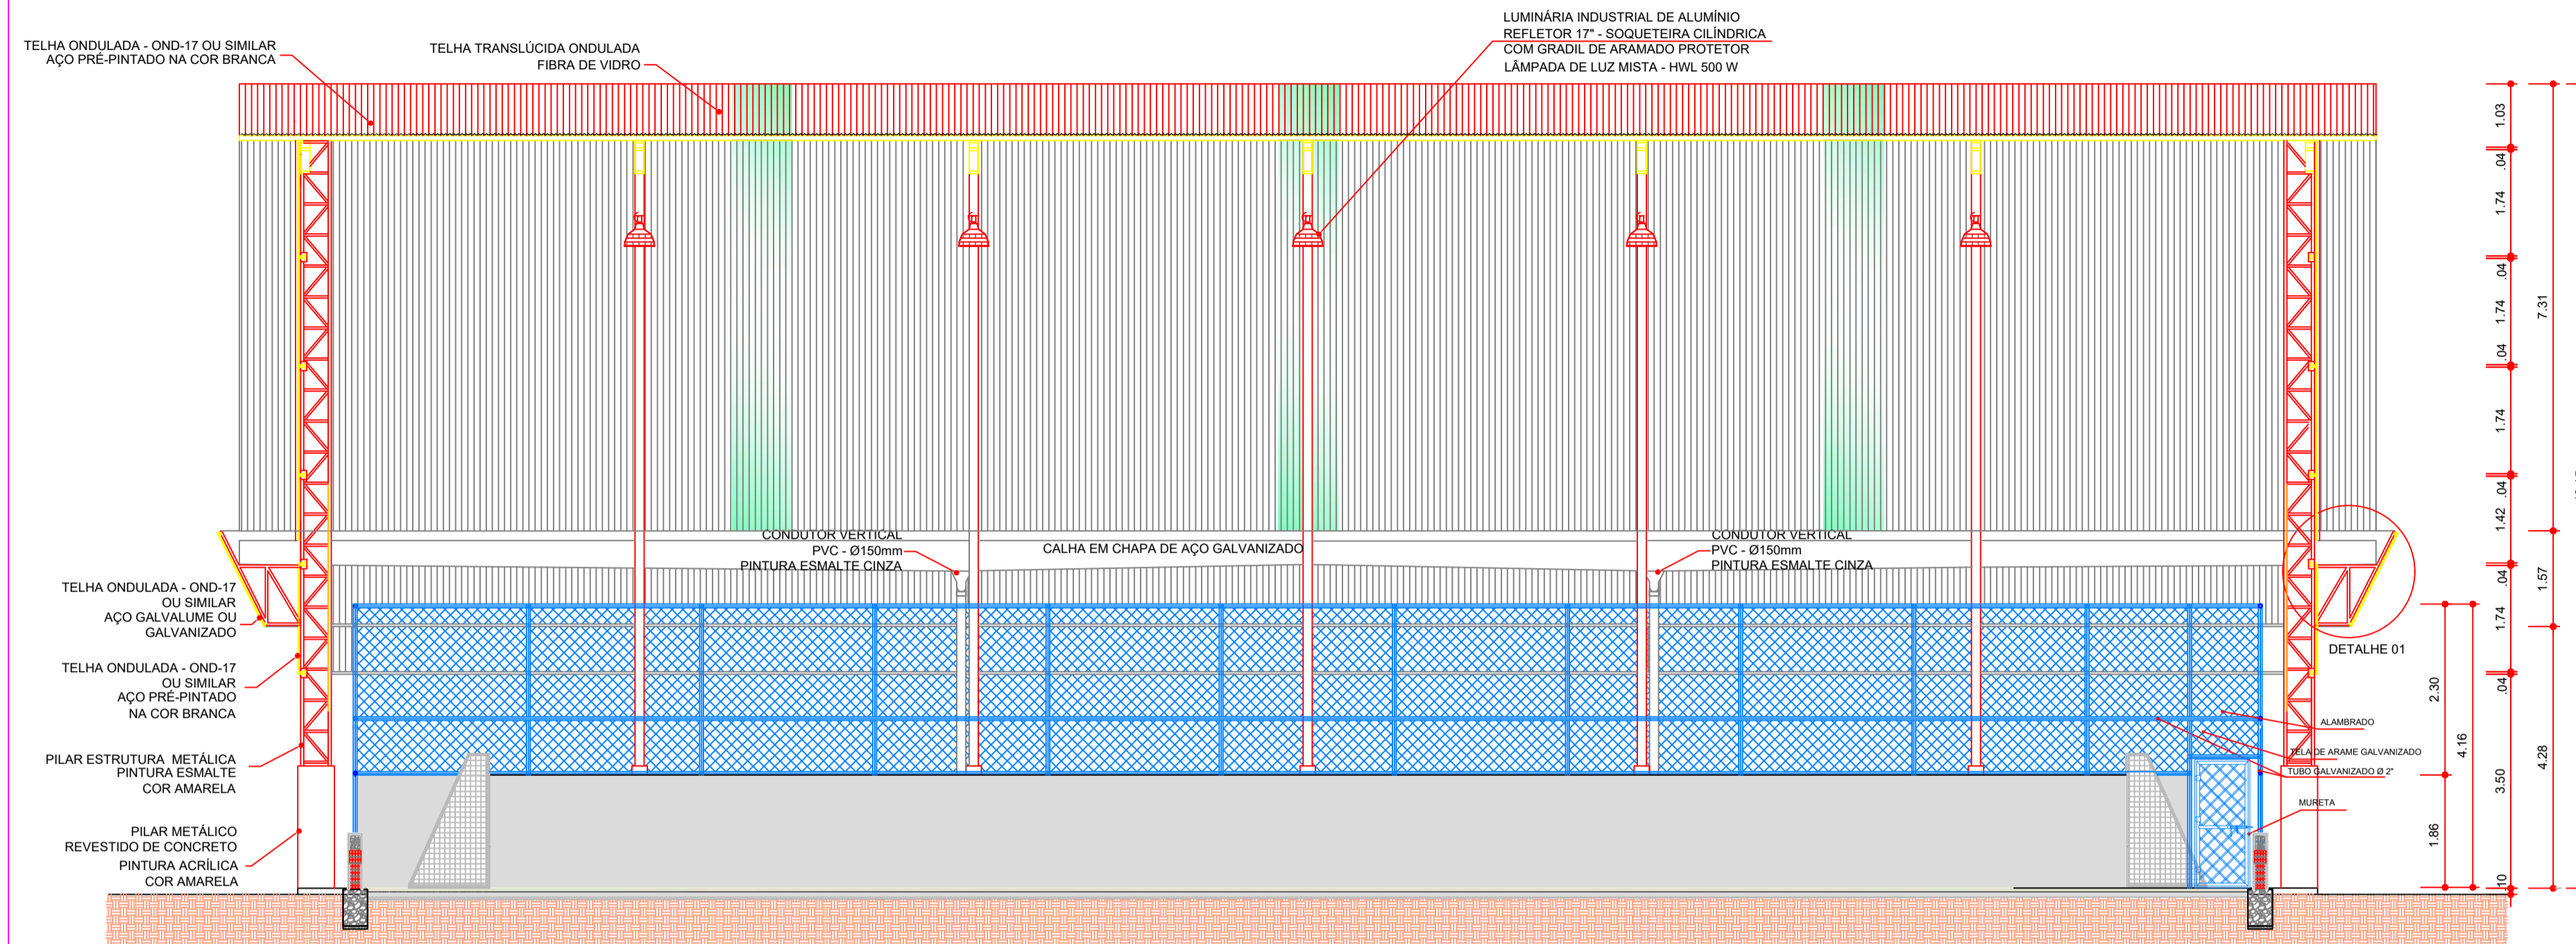 TELHA ONDULADA - OND-17 OU SIMILAR
AÇO PRÉ-PINTADO NA COR BRANCA
TELHA TRANSLÚCIDA ONDULADA
FIBRA DE VIDRO
LUMINÁRIA INDUSTRIAL DE ALUMÍNIO
REFLETOR 17" - SOQUETEIRA CILÍNDRICA
COM GRADIL DE ARAMADO PROTETOR
LÂMPADA DE LUZ MISTA - HWL 500 W
CONDUTOR VERTICAL
PVC - Ø150mm
PINTURA ESMALTE CINZA
CALHA EM CHAPA DE AÇO GALVANIZADO
CONDUTOR VERTICAL
PVC - Ø150mm
PINTURA ESMALTE CINZA
TELHA ONDULADA - OND-17
OU SIMILAR
AÇO GALVALUME OU
GALVANIZADO
TELHA ONDULADA - OND-17
OU SIMILAR
AÇO PRÉ-PINTADO
NA COR BRANCA
PILAR ESTRUTURA METÁLICA
PINTURA ESMALTE
COR AMARELA
PILAR METÁLICO
REVESTIDO DE CONCRETO
PINTURA ACRÍLICA
COR AMARELA
DETALHE 01
ALAMBRADO
TELA DE ARAME GALVANIZADO
TUBO GALVANIZADO Ø 2"
MURETA
2.30
1.86
4.16
1.03
.04
1.74
.04
1.74
.04
1.74
.04
1.42
.04
1.74
.04
3.50
.10
7.31
1.57
4.28